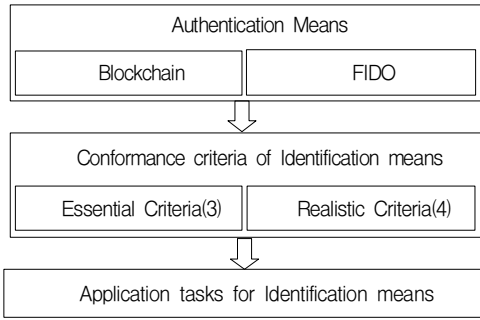 Authentication Means
Blockchain FIDO
Conformance criteria of Identification means
Essential Criteria(3) Realistic Criteria(4)
Application tasks for Identification means